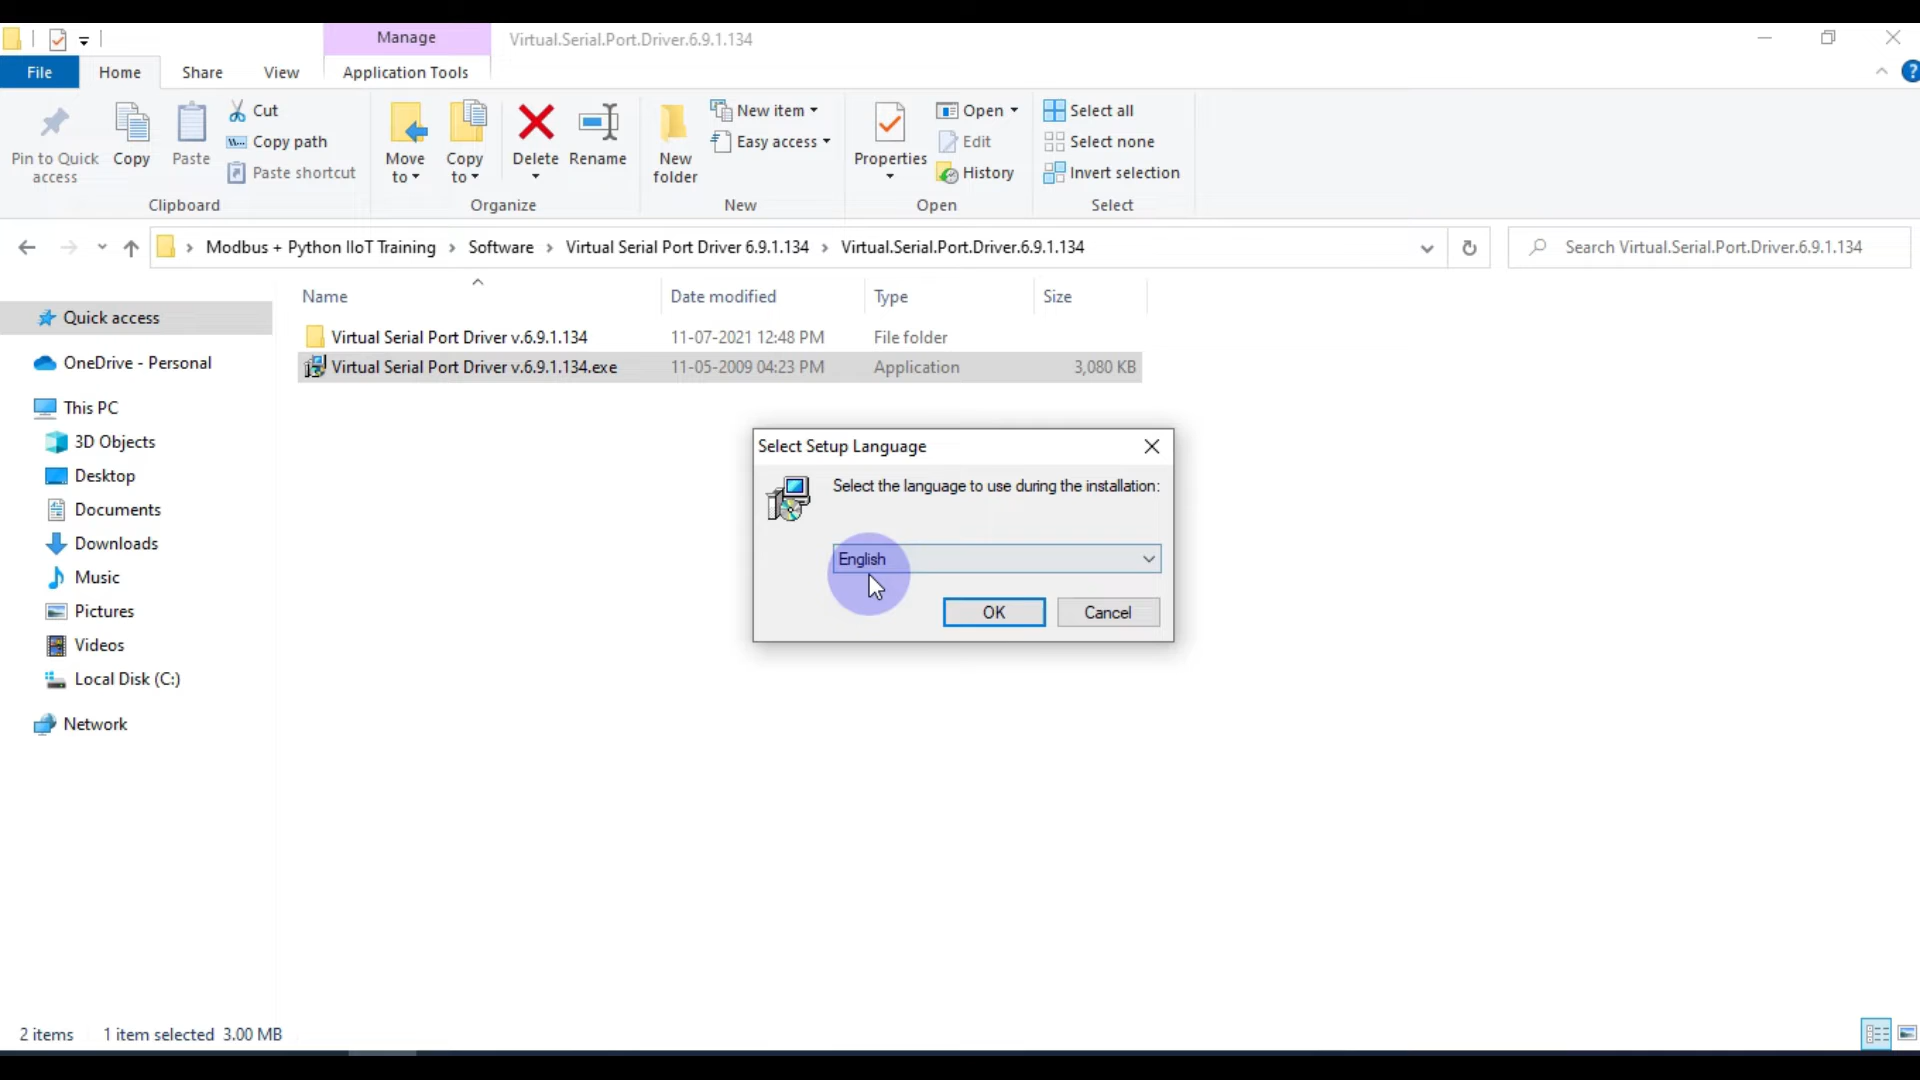 Manage
Virtual.Serial.Port.Driver.6.9.1.134
File
Home
Share
View
Application Tools
?
Pin to Quick access
Copy
Paste
Cut
Copy path
Paste shortcut
Clipboard
Move to
Copy to
Delete
Rename
Organize
New folder
New item
Easy access
New
Properties
Open
Edit
History
Open
Select all
Select none
Invert selection
Select
Modbus + Python IIoT Training > Software > Virtual Serial Port Driver 6.9.1.134 > Virtual.Serial.Port.Driver.6.9.1.134
Search Virtual.Serial.Port.Driver.6.9.1.134
Name Date modified Type Size
Virtual Serial Port Driver v.6.9.1.134 11-07-2021 12:48 PM File folder
Virtual Serial Port Driver v.6.9.1.134.exe 11-05-2009 04:23 PM Application 3,080 KB
Quick access
OneDrive - Personal
This PC
3D Objects
Desktop
Documents
Downloads
Music
Pictures
Videos
Local Disk (C:)
Network
Select Setup Language
Select the language to use during the installation:
English
OK
Cancel
2 items 1 item selected 3.00 MB